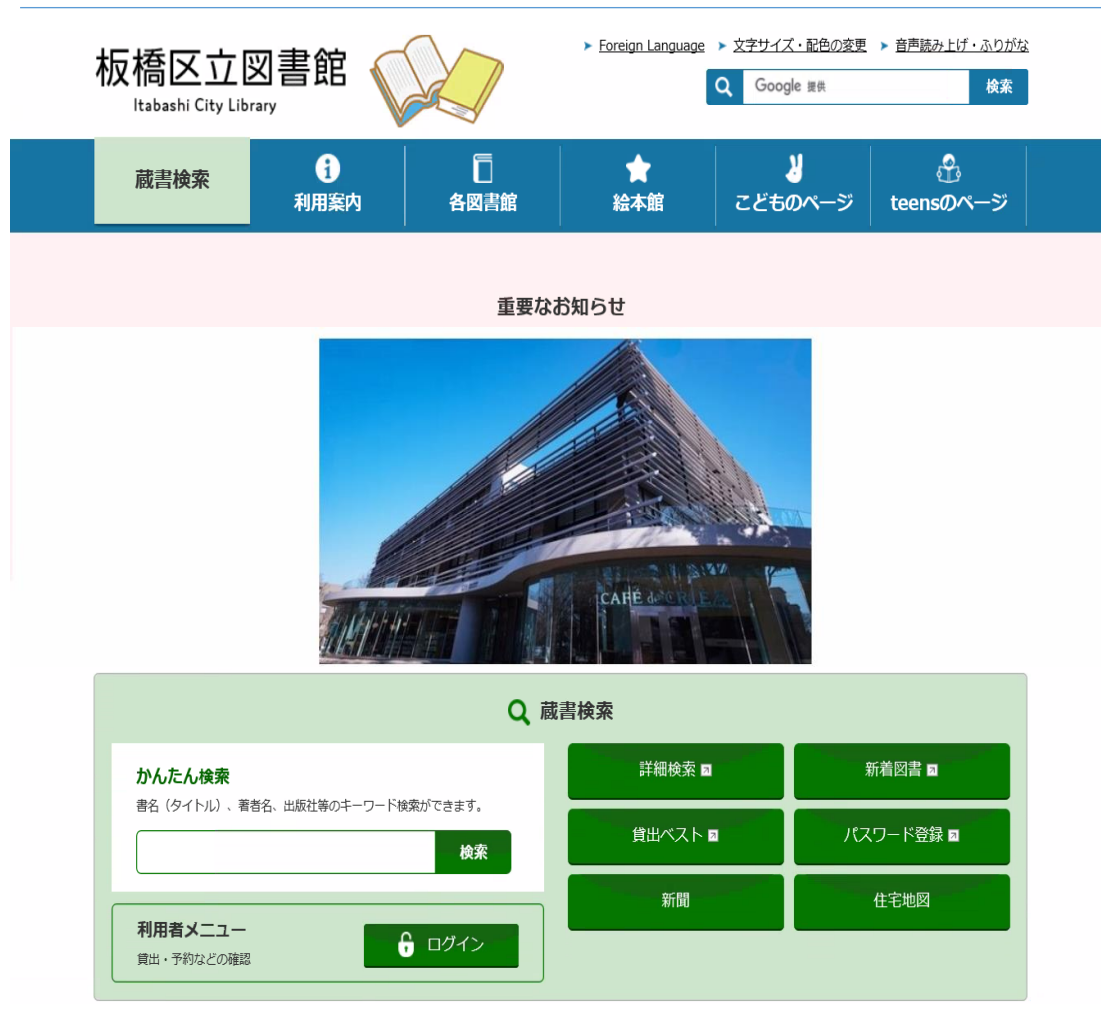 板橋区立図書館
Itabashi City Library
Foreign Language 文字サイズ・配色の変更 音声読み上げ・ふりがな
Google 提供 検索
蔵書検索 利用案内 各図書館 絵本館 こどものページ teensのページ
重要なお知らせ
CAFÉ de CRIE
蔵書検索
かんたん検索
書名（タイトル）、著者名、出版社等のキーワード検索ができます。
検索
詳細検索 新着図書
貸出ベスト パスワード登録
新聞 住宅地図
利用者メニュー
貸出・予約などの確認
ログイン